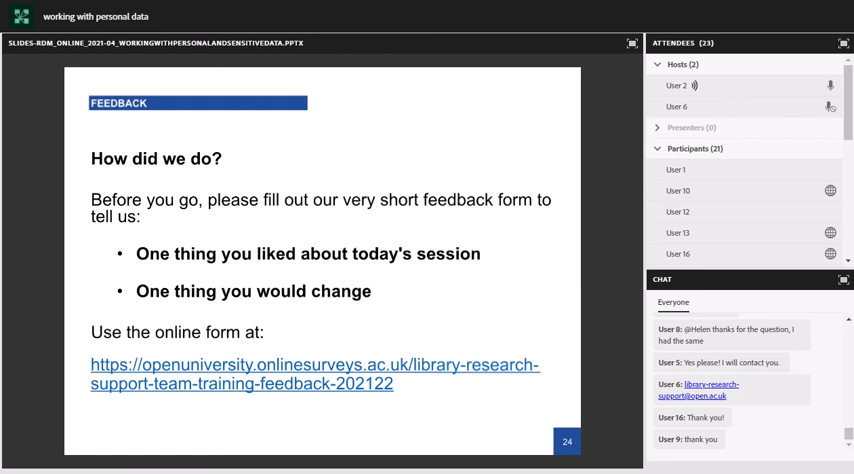 working with personal data
SLIDES-RDM_ONLINE_2021-04_WORKINGWITHPERSONALANDSENSITIVEDATA.PPTX
FEEDBACK
How did we do?
Before you go, please fill out our very short feedback form to
tell us:
• One thing you liked about today's session
• One thing you would change
Use the online form at:
https://openuniversity.onlinesurveys.ac.uk/library-research-
support-team-training-feedback-202122
24
ATTENDEES (23)
Hosts (2)
User 2
User 6
Presenters (0)
Participants (21)
User 1
User 10
User 12
User 13
User 16
CHAT
Everyone
User 8: @Helen thanks for the question, I
had the same
User 5: Yes please! I will contact you.
User 6: library-research-
support@open.ac.uk
User 16: Thank you!
User 9: thank you